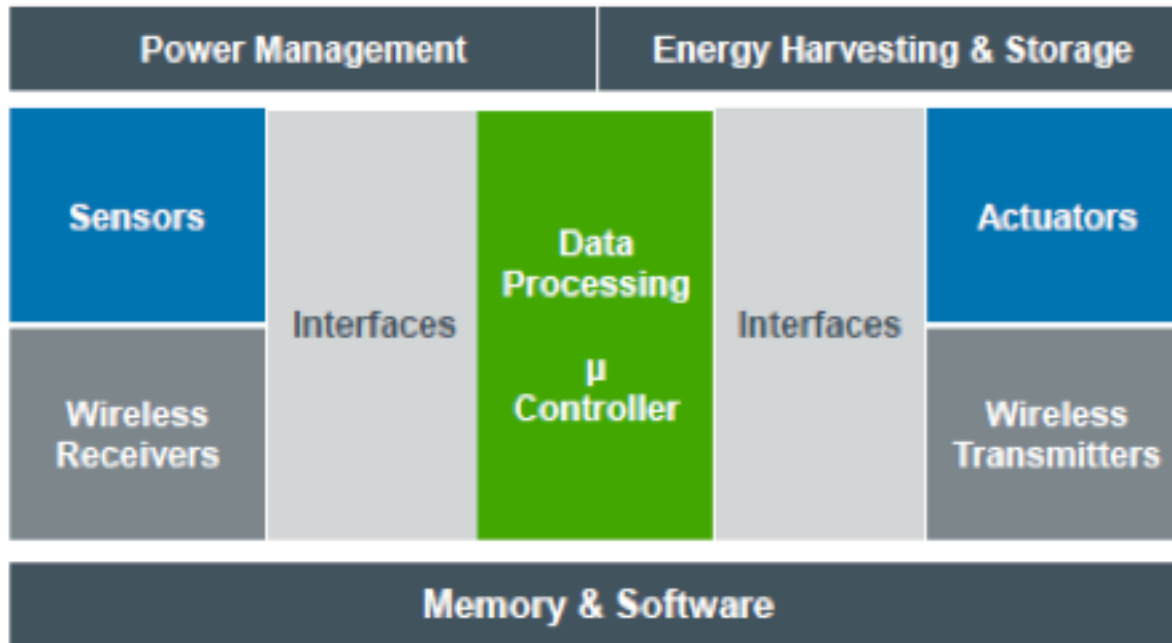 Power Management
Energy Harvesting & Storage
Sensors
Wireless
Receivers
Interfaces
Data
Processing
µ
Controller
Interfaces
Actuators
Wireless
Transmitters
Memory & Software